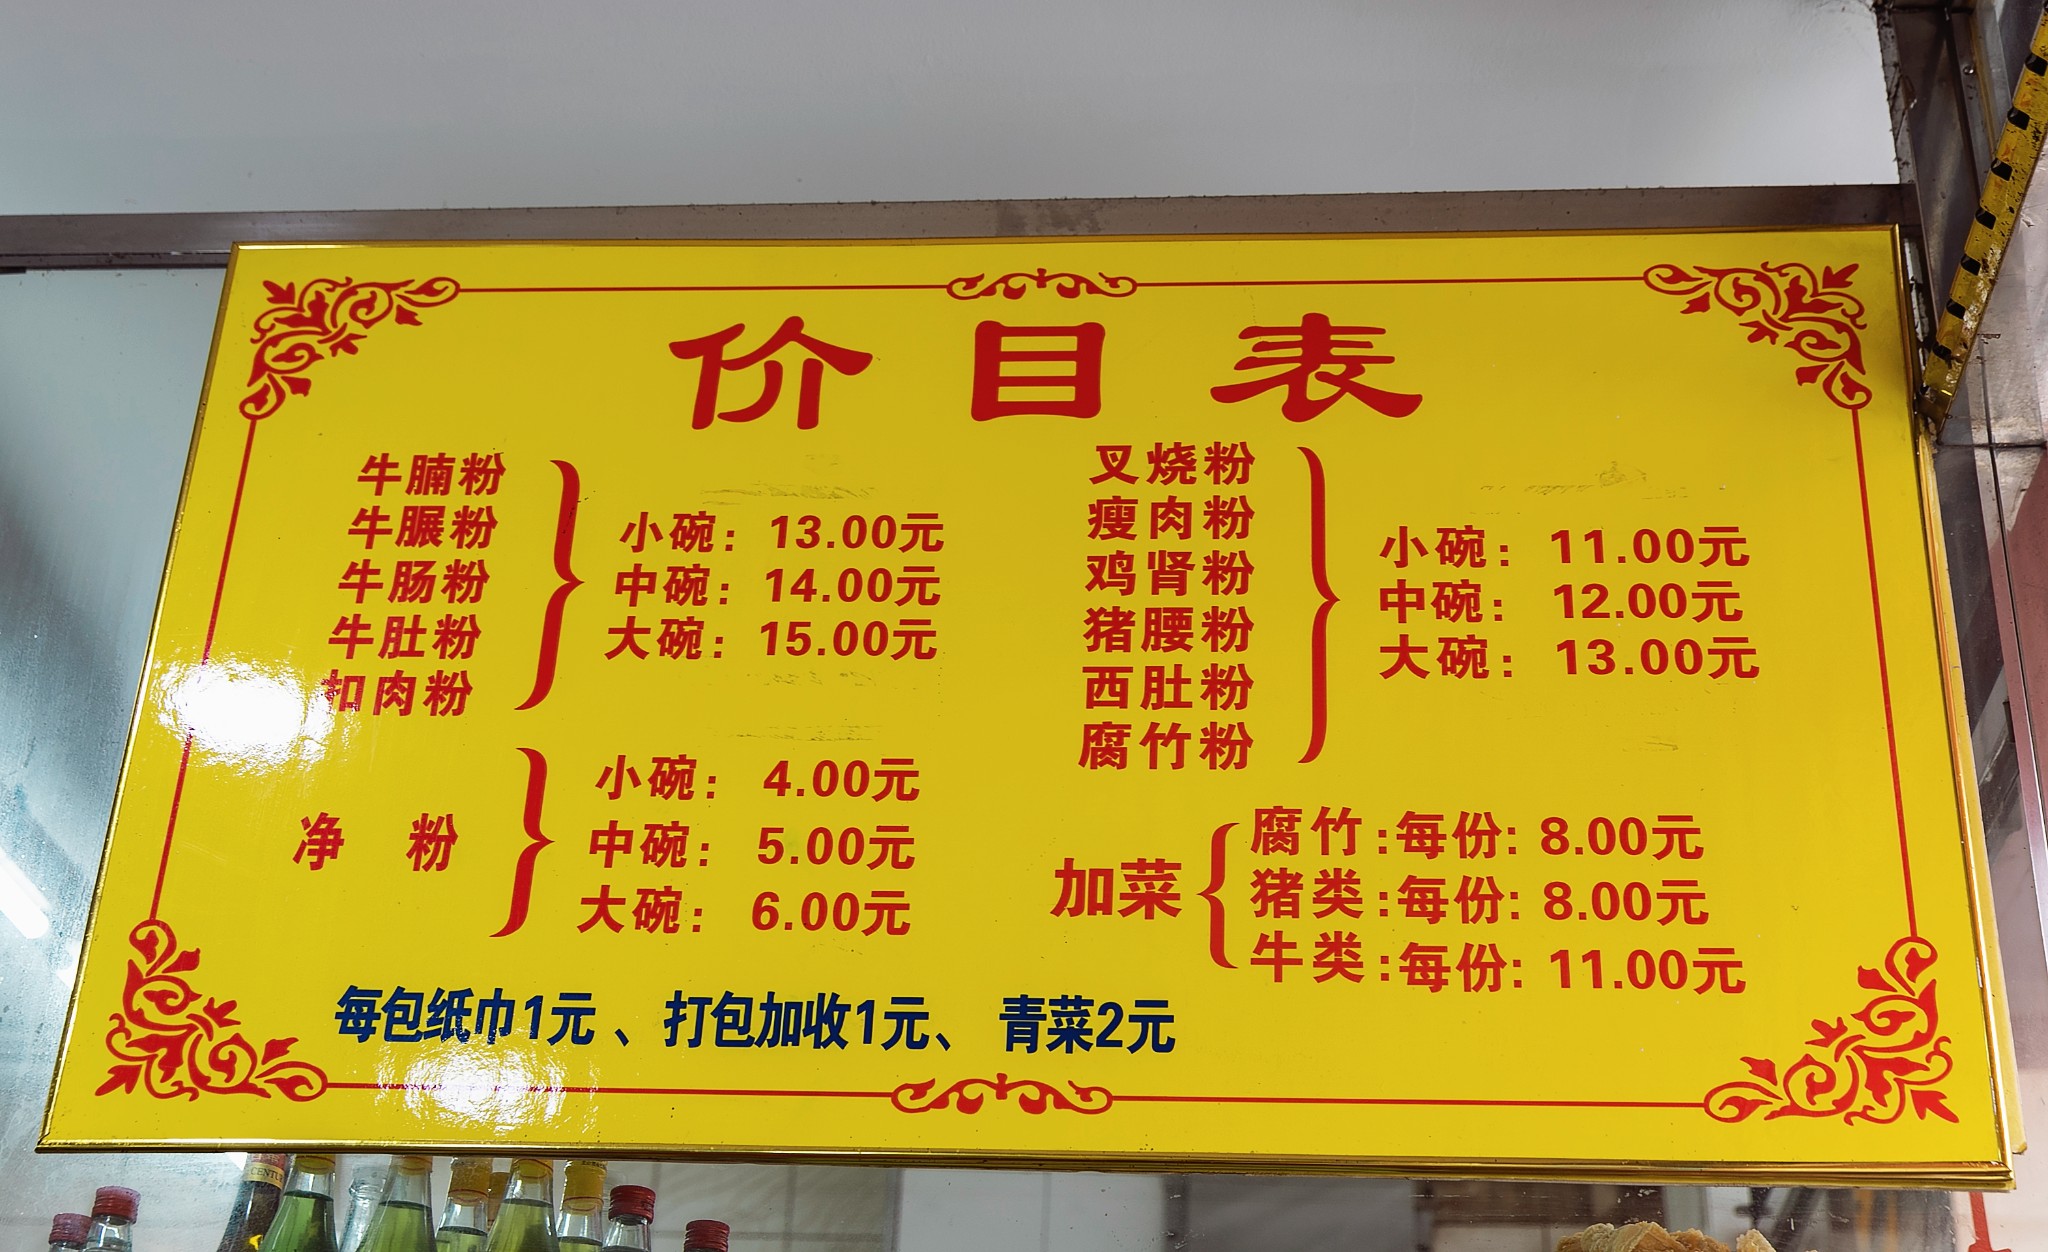 价目表
牛腩粉
牛腒粉
牛肠粉
牛肚粉
扣肉粉
小碗：13.00元
中碗：14.00元
大碗：15.00元
净 粉
小碗：4.00元
中碗：5.00元
大碗：6.00元
叉烧粉
瘦肉粉
鸡肾粉
猪腰粉
西肚粉
腐竹粉
小碗：11.00元
中碗：12.00元
大碗：13.00元
加菜
腐竹：每份：8.00元
猪类：每份：8.00元
牛类：每份：11.00元
每包纸巾1元、打包加收1元、青菜2元